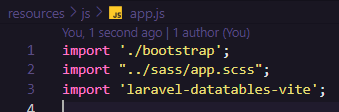 resources > js > JS app.js
You, 1 second ago | 1 author (You)
1 import './bootstrap';
2 import "../sass/app.scss";
3 import 'laravel-datatables-vite';
4